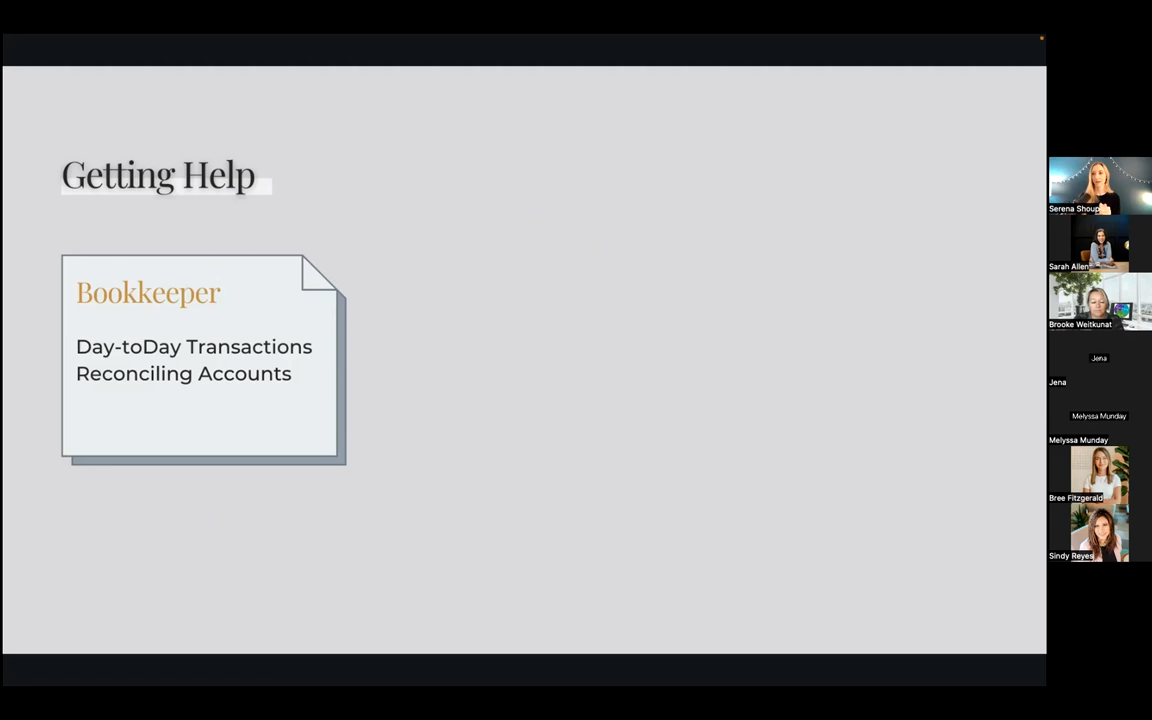 Getting Help
Bookkeeper
Day-toDay Transactions
Reconciling Accounts
Serena Shoup
Sarah Allen
Brooke Weitkunat
Jena
Jena
Melyssa Munday
Melyssa Munday
Bree Fitzgerald
Sindy Reyes